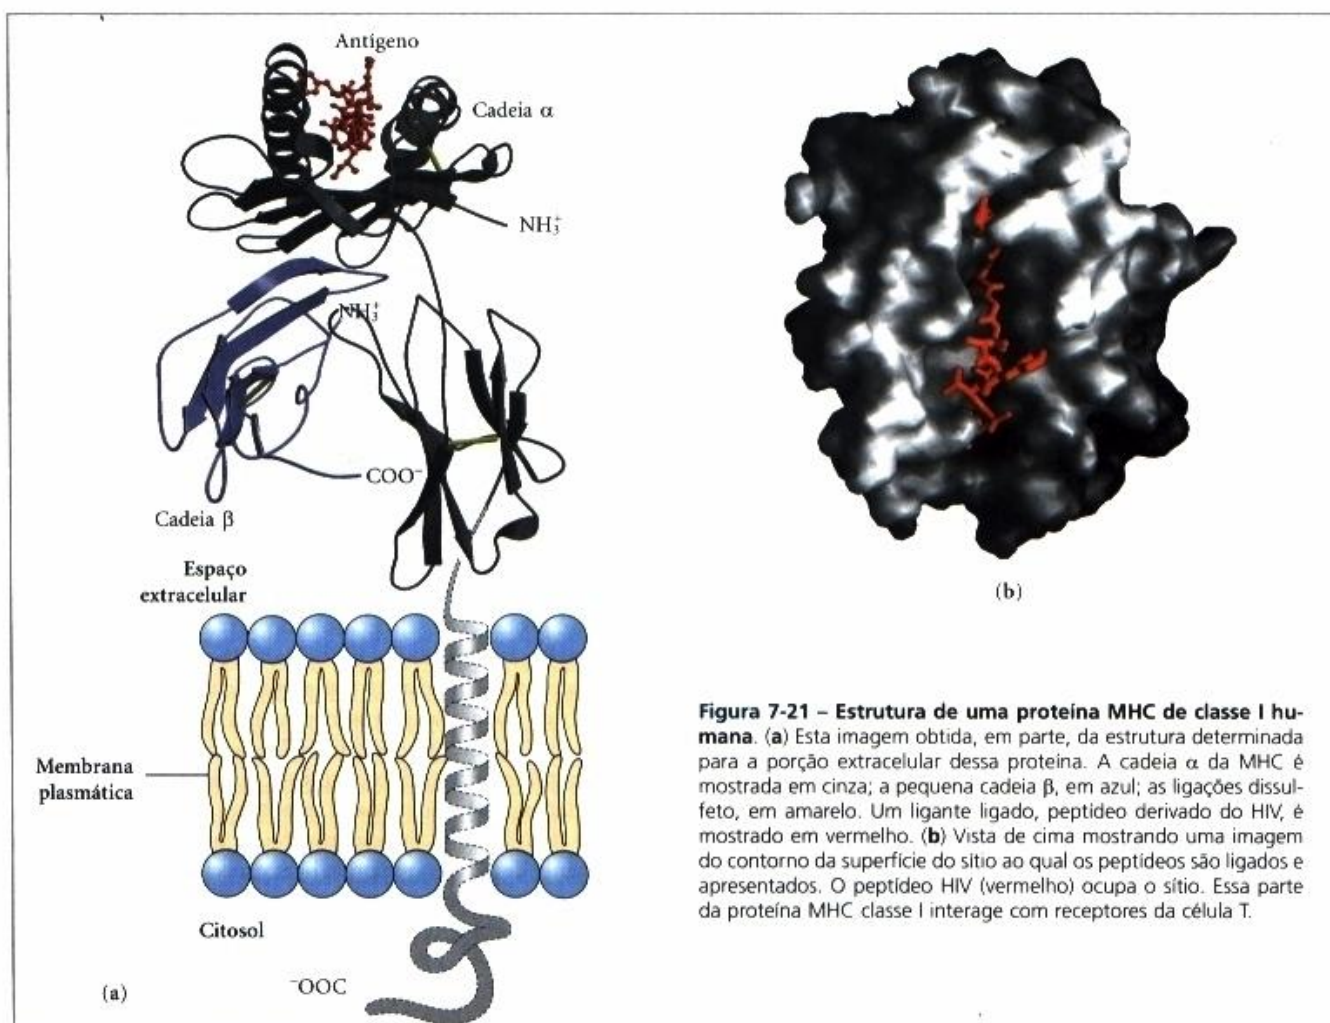 Antígeno
Cadeia α
NH₃⁺
NH₃⁺
COO⁻
Cadeia β
Espaço
extracelular
Membrana
plasmática
Citosol
⁻OOC
(a)
(b)
Figura 7-21 – Estrutura de uma proteína MHC de classe I hu-
mana. (a) Esta imagem obtida, em parte, da estrutura determinada
para a porção extracelular dessa proteína. A cadeia α da MHC é
mostrada em cinza; a pequena cadeia β, em azul; as ligações dissul-
feto, em amarelo. Um ligante ligado, peptídeo derivado do HIV, é
mostrado em vermelho. (b) Vista de cima mostrando uma imagem
do contorno da superfície do sítio ao qual os peptídeos são ligados e
apresentados. O peptídeo HIV (vermelho) ocupa o sítio. Essa parte
da proteína MHC classe I interage com receptores da célula T.